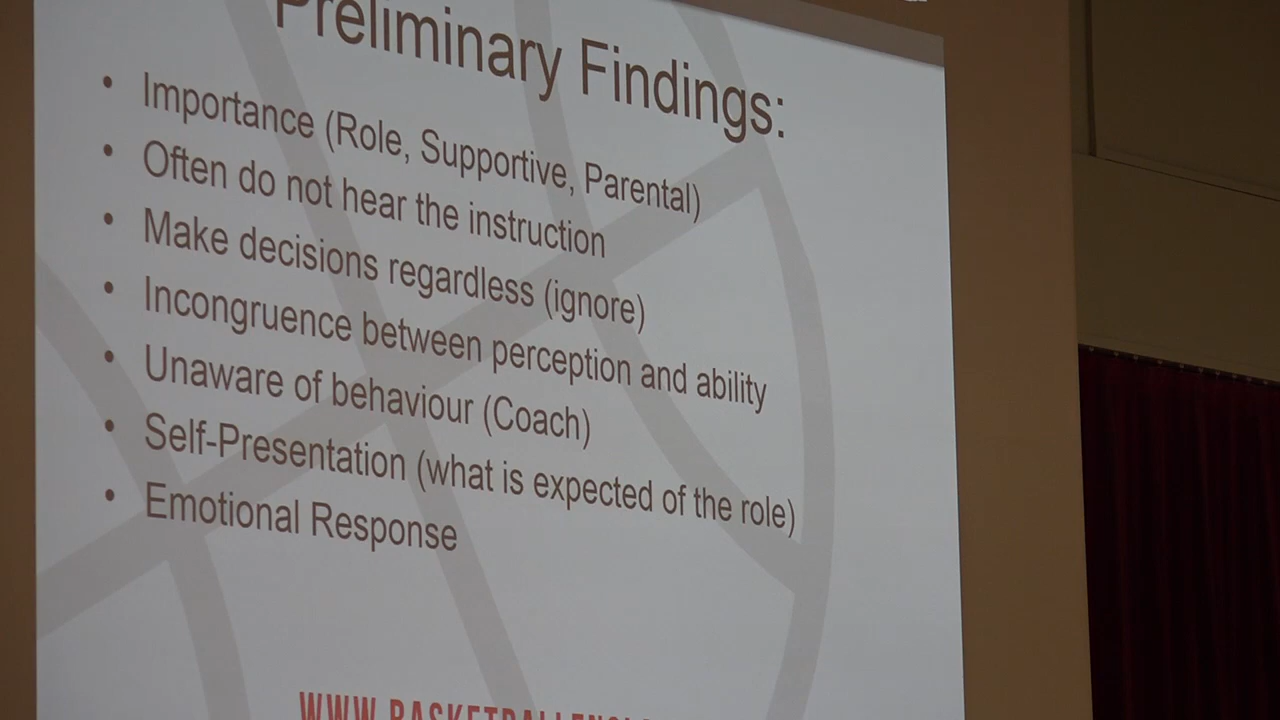 Preliminary Findings:
• Importance (Role, Supportive, Parental)
• Often do not hear the instruction
• Make decisions regardless (ignore)
• Incongruence between perception and ability
• Unaware of behaviour (Coach)
• Self-Presentation (what is expected of the role)
• Emotional Response